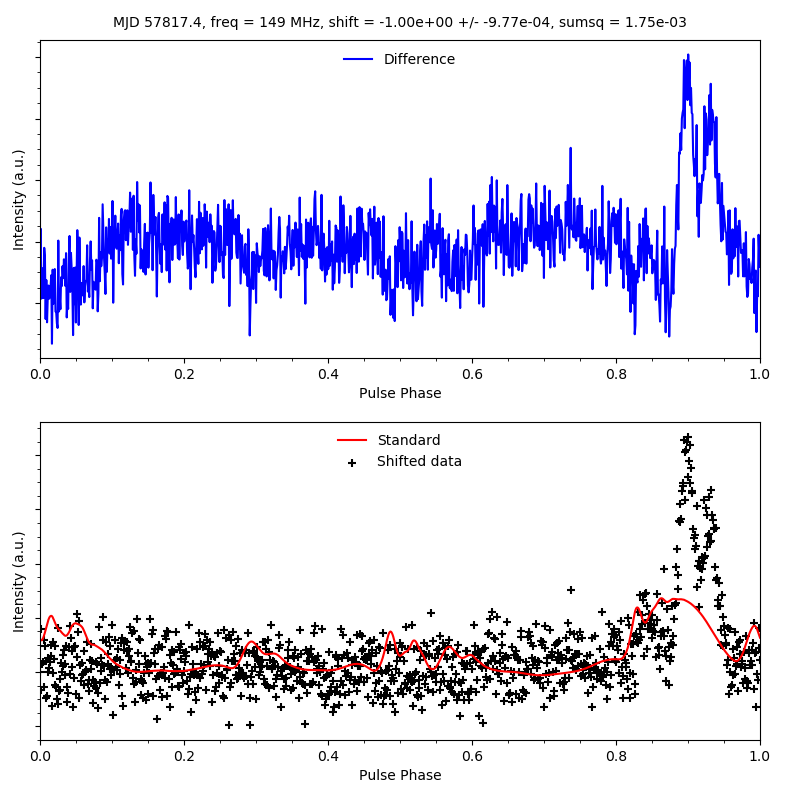 MJD 57817.4, freq = 149 MHz, shift = -1.00e+00 +/- -9.77e-04, sumsq = 1.75e-03
Difference
Intensity (a.u.)
0.0 0.2 0.4 0.6 0.8 1.0
Pulse Phase
Standard
Shifted data
Intensity (a.u.)
0.0 0.2 0.4 0.6 0.8 1.0
Pulse Phase